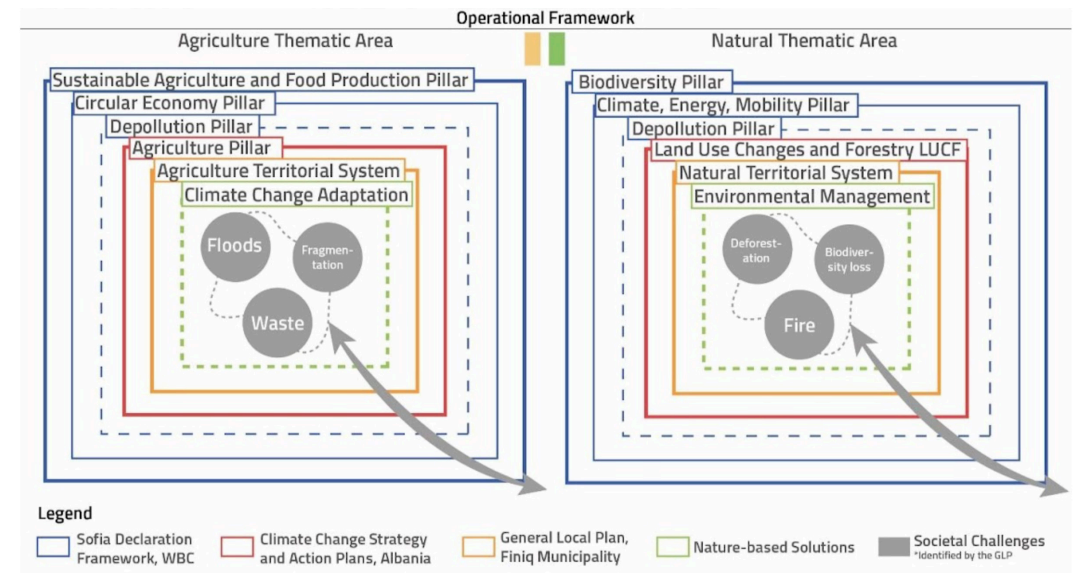 Operational Framework
Agriculture Thematic Area
Sustainable Agriculture and Food Production Pillar
Circular Economy Pillar
Depollution Pillar
Agriculture Pillar
Agriculture Territorial System
Climate Change Adaptation
Floods
Fragmen-
tation
Waste
Natural Thematic Area
Biodiversity Pillar
Climate, Energy, Mobility Pillar
Depollution Pillar
Land Use Changes and Forestry LUCF
Natural Territorial System
Environmental Management
Deforest-
ation
Biodiver-
sity loss
Fire
Legend
Sofia Declaration
Framework, WBC
Climate Change Strategy
and Action Plans, Albania
General Local Plan,
Finiq Municipality
Nature-based Solutions
Societal Challenges
*Identified by the GLP